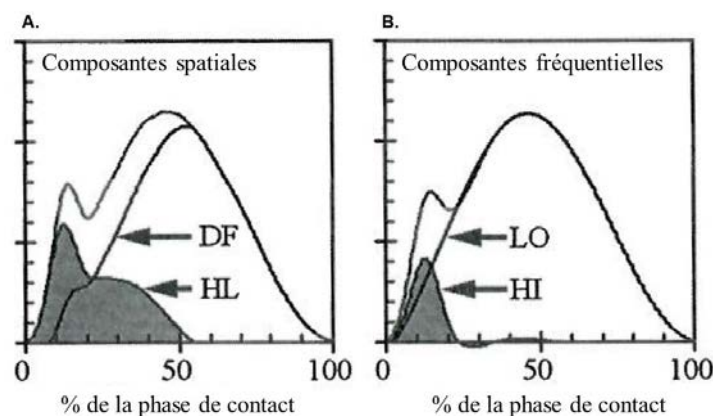 A.
B.
Composantes spatiales
Composantes fréquentielles
DF
HL
LO
HI
0
50
100
0
50
100
% de la phase de contact
% de la phase de contact